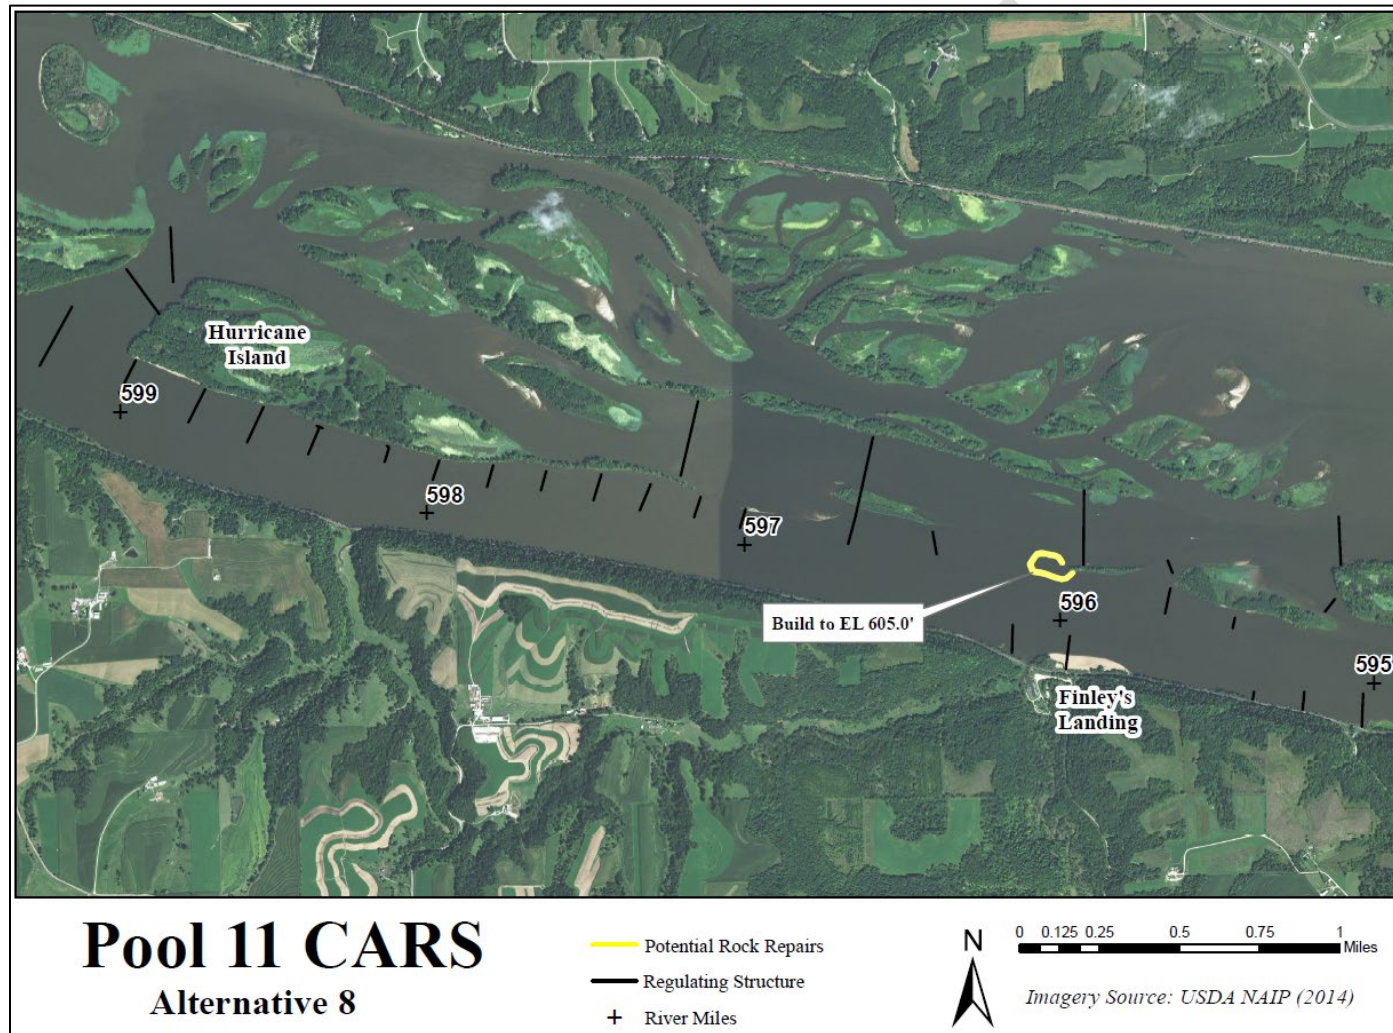 Hurricane
Island
599
598
597
Build to EL 605.0'
596
595
Finley's
Landing
Pool 11 CARS
Alternative 8
Potential Rock Repairs
Regulating Structure
River Miles
N
0 0.125 0.25 0.5 0.75 1
Miles
Imagery Source: USDA NAIP (2014)